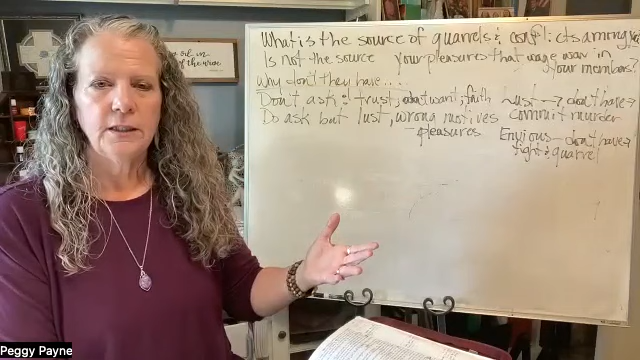 What is the source of quarrels & conflicts among you?
Is not the source your pleasures that wage war in your members?
Why don't they have....
Don't ask: trust, want, faith Lust → don't have →
Do ask but lust, wrong motives commit murder
pleasures Envious - don't have →
fight & quarrel
oil in
Peggy Payne